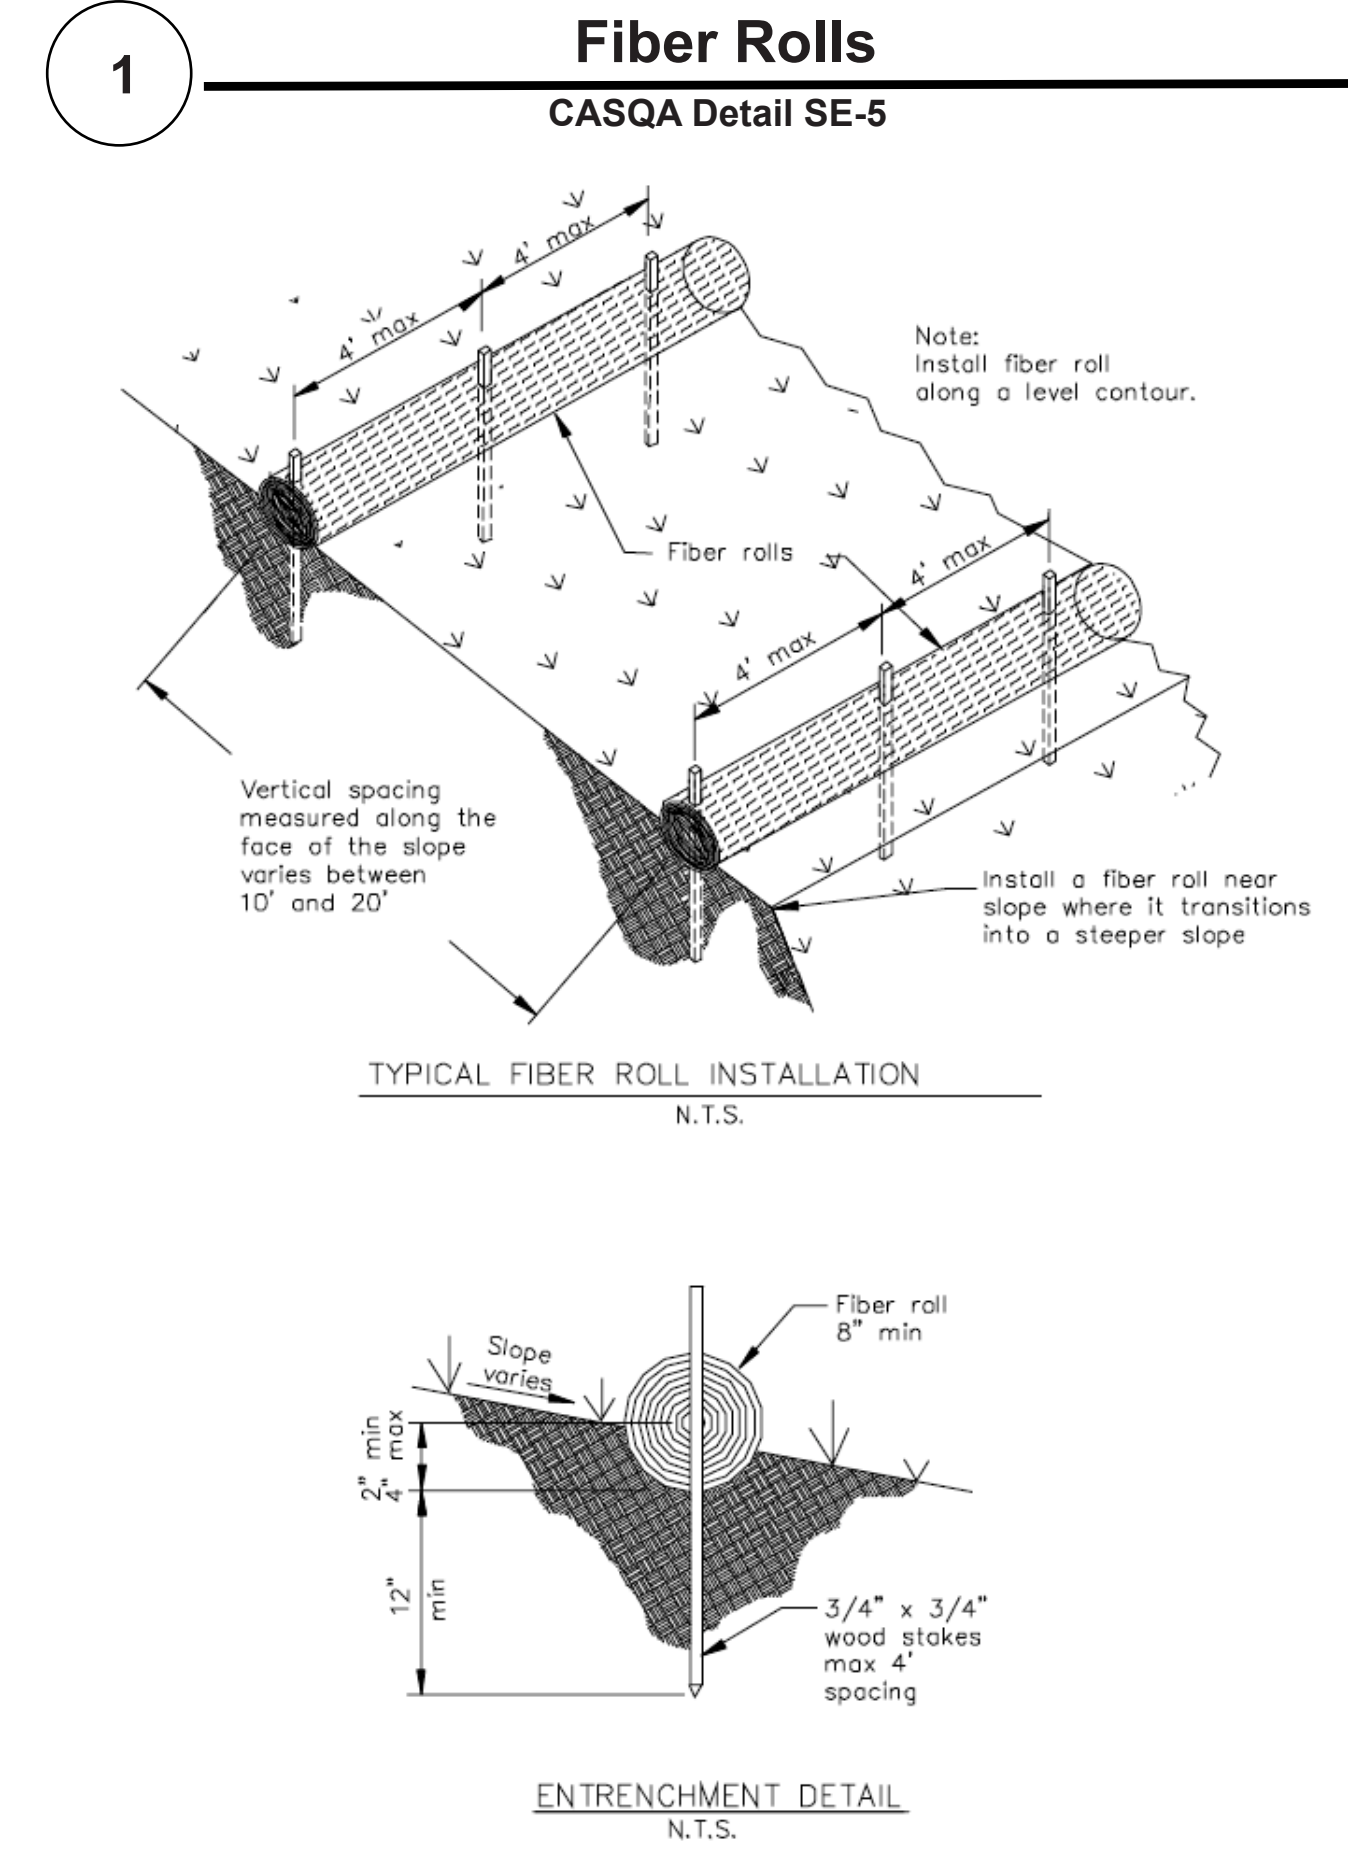 1
Fiber Rolls
CASQA Detail SE-5
4' max
4' max
Note:
Install fiber roll
along a level contour.
Fiber rolls
4' max
4' max
Vertical spacing
measured along the
face of the slope
varies between
10' and 20'
Install a fiber roll near
slope where it transitions
into a steeper slope
TYPICAL FIBER ROLL INSTALLATION
N.T.S.
Fiber roll
8" min
Slope
varies
2" min
4" max
12"
min
3/4" x 3/4"
wood stakes
max 4'
spacing
ENTRENCHMENT DETAIL
N.T.S.